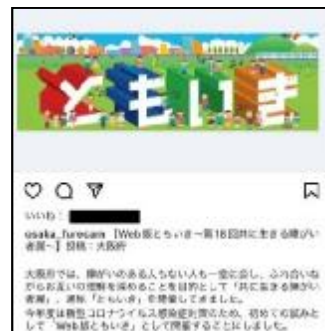 ともいき
いいね！
osaka_furocam 【Web版ともいき～第18回共に生きる障がい
者展～】投稿：大阪府
大阪府では、障がいのある人もない人も一堂に会し、ふれ合いな
がらお互いの理解を深めることを目的として「共に生きる障がい
者展」、通称「ともいき」を開催してきました。
今年度は新型コロナウイルス感染症対策のため、初めての試みと
して「Web版ともいき」として開催することにしました。